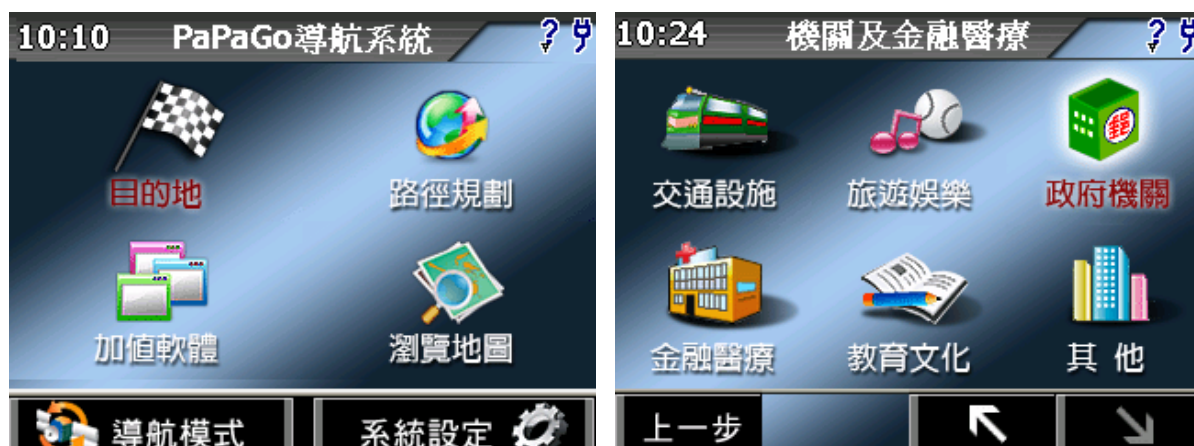 10:10 PaPaGo導航系統
目的地 路徑規劃
加值軟體 瀏覽地圖
導航模式 系統設定
10:24 機關及金融醫療
交通設施 旅遊娛樂 政府機關
郵
金融醫療 教育文化 其他
上一步